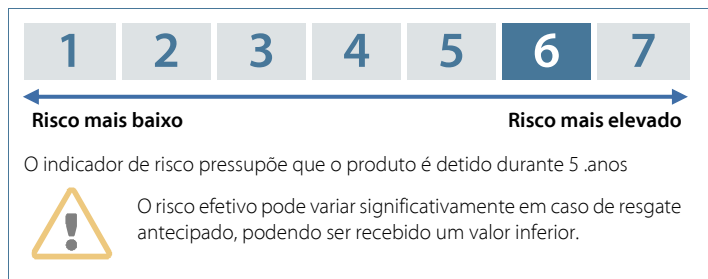 1 2 3 4 5 6 7
Risco mais baixo Risco mais elevado
O indicador de risco pressupõe que o produto é detido durante 5 .anos
O risco efetivo pode variar significativamente em caso de resgate
antecipado, podendo ser recebido um valor inferior.